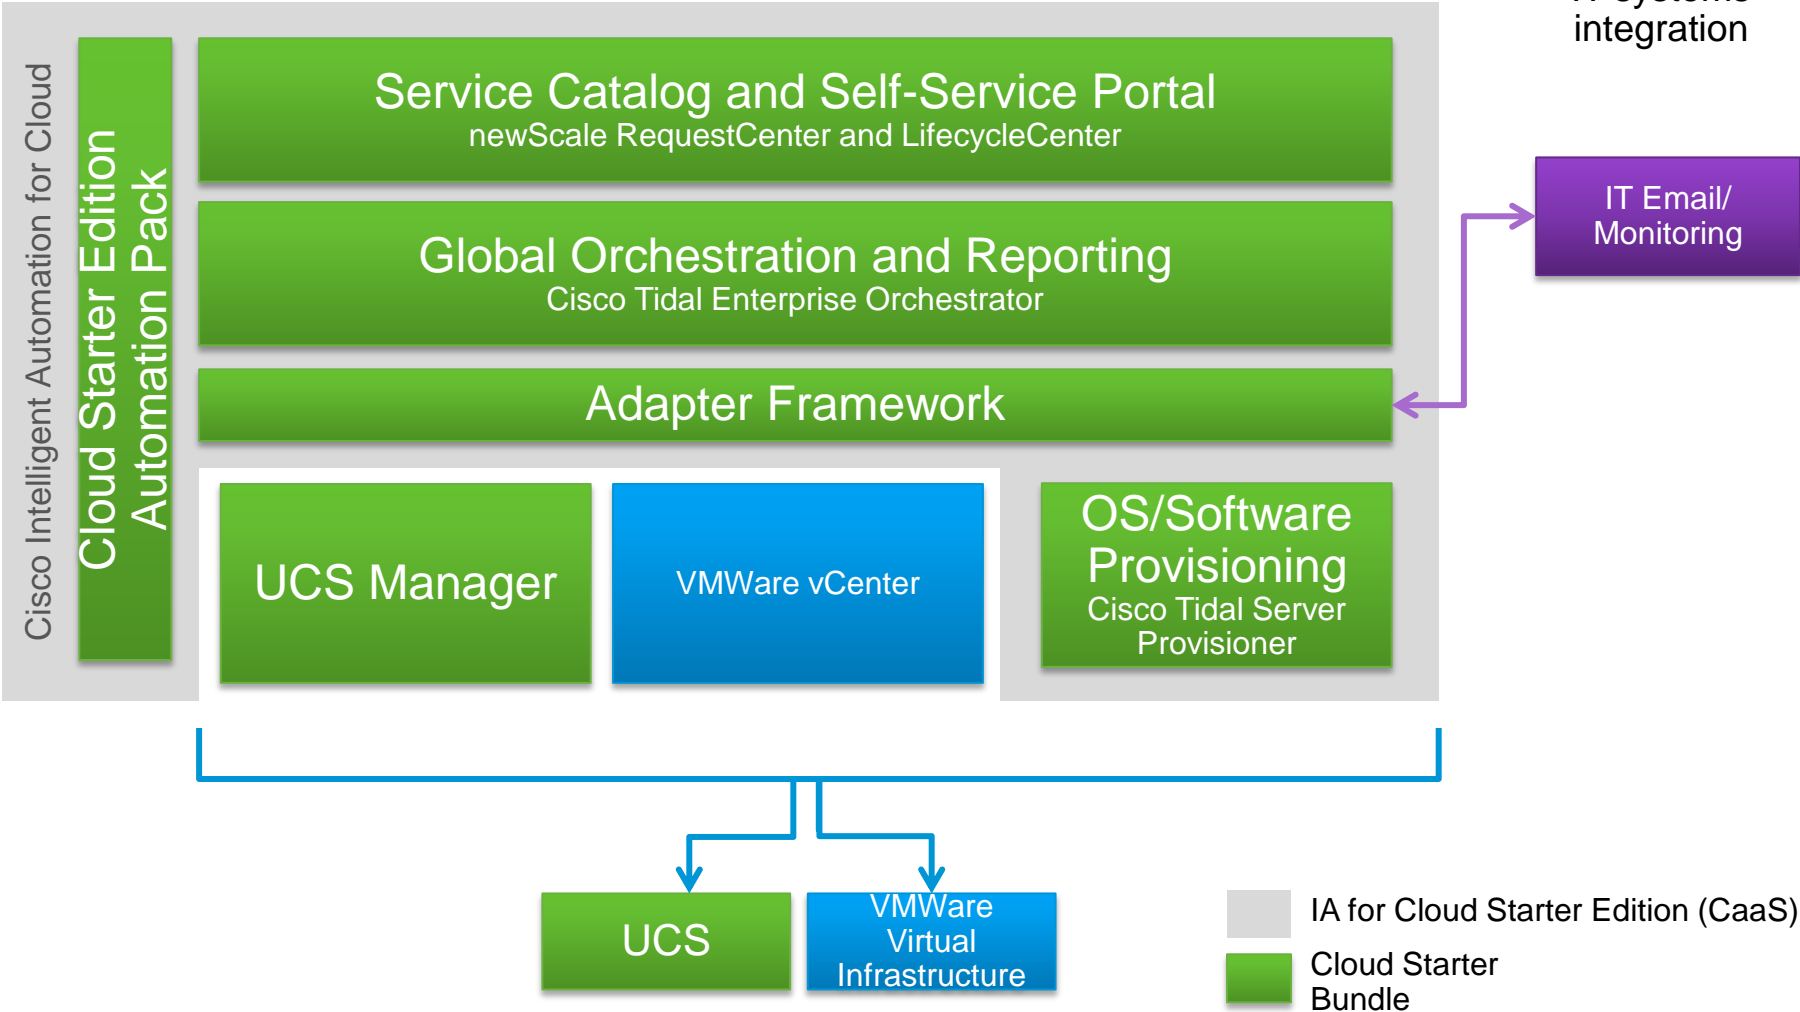 integration
Cisco Intelligent Automation for Cloud
Cloud Starter Edition
Automation Pack
Service Catalog and Self-Service Portal
newScale RequestCenter and LifecycleCenter
Global Orchestration and Reporting
Cisco Tidal Enterprise Orchestrator
Adapter Framework
IT Email/
Monitoring
UCS Manager
VMWare vCenter
OS/Software
Provisioning
Cisco Tidal Server
Provisioner
UCS
VMWare
Virtual
Infrastructure
IA for Cloud Starter Edition (CaaS)
Cloud Starter
Bundle